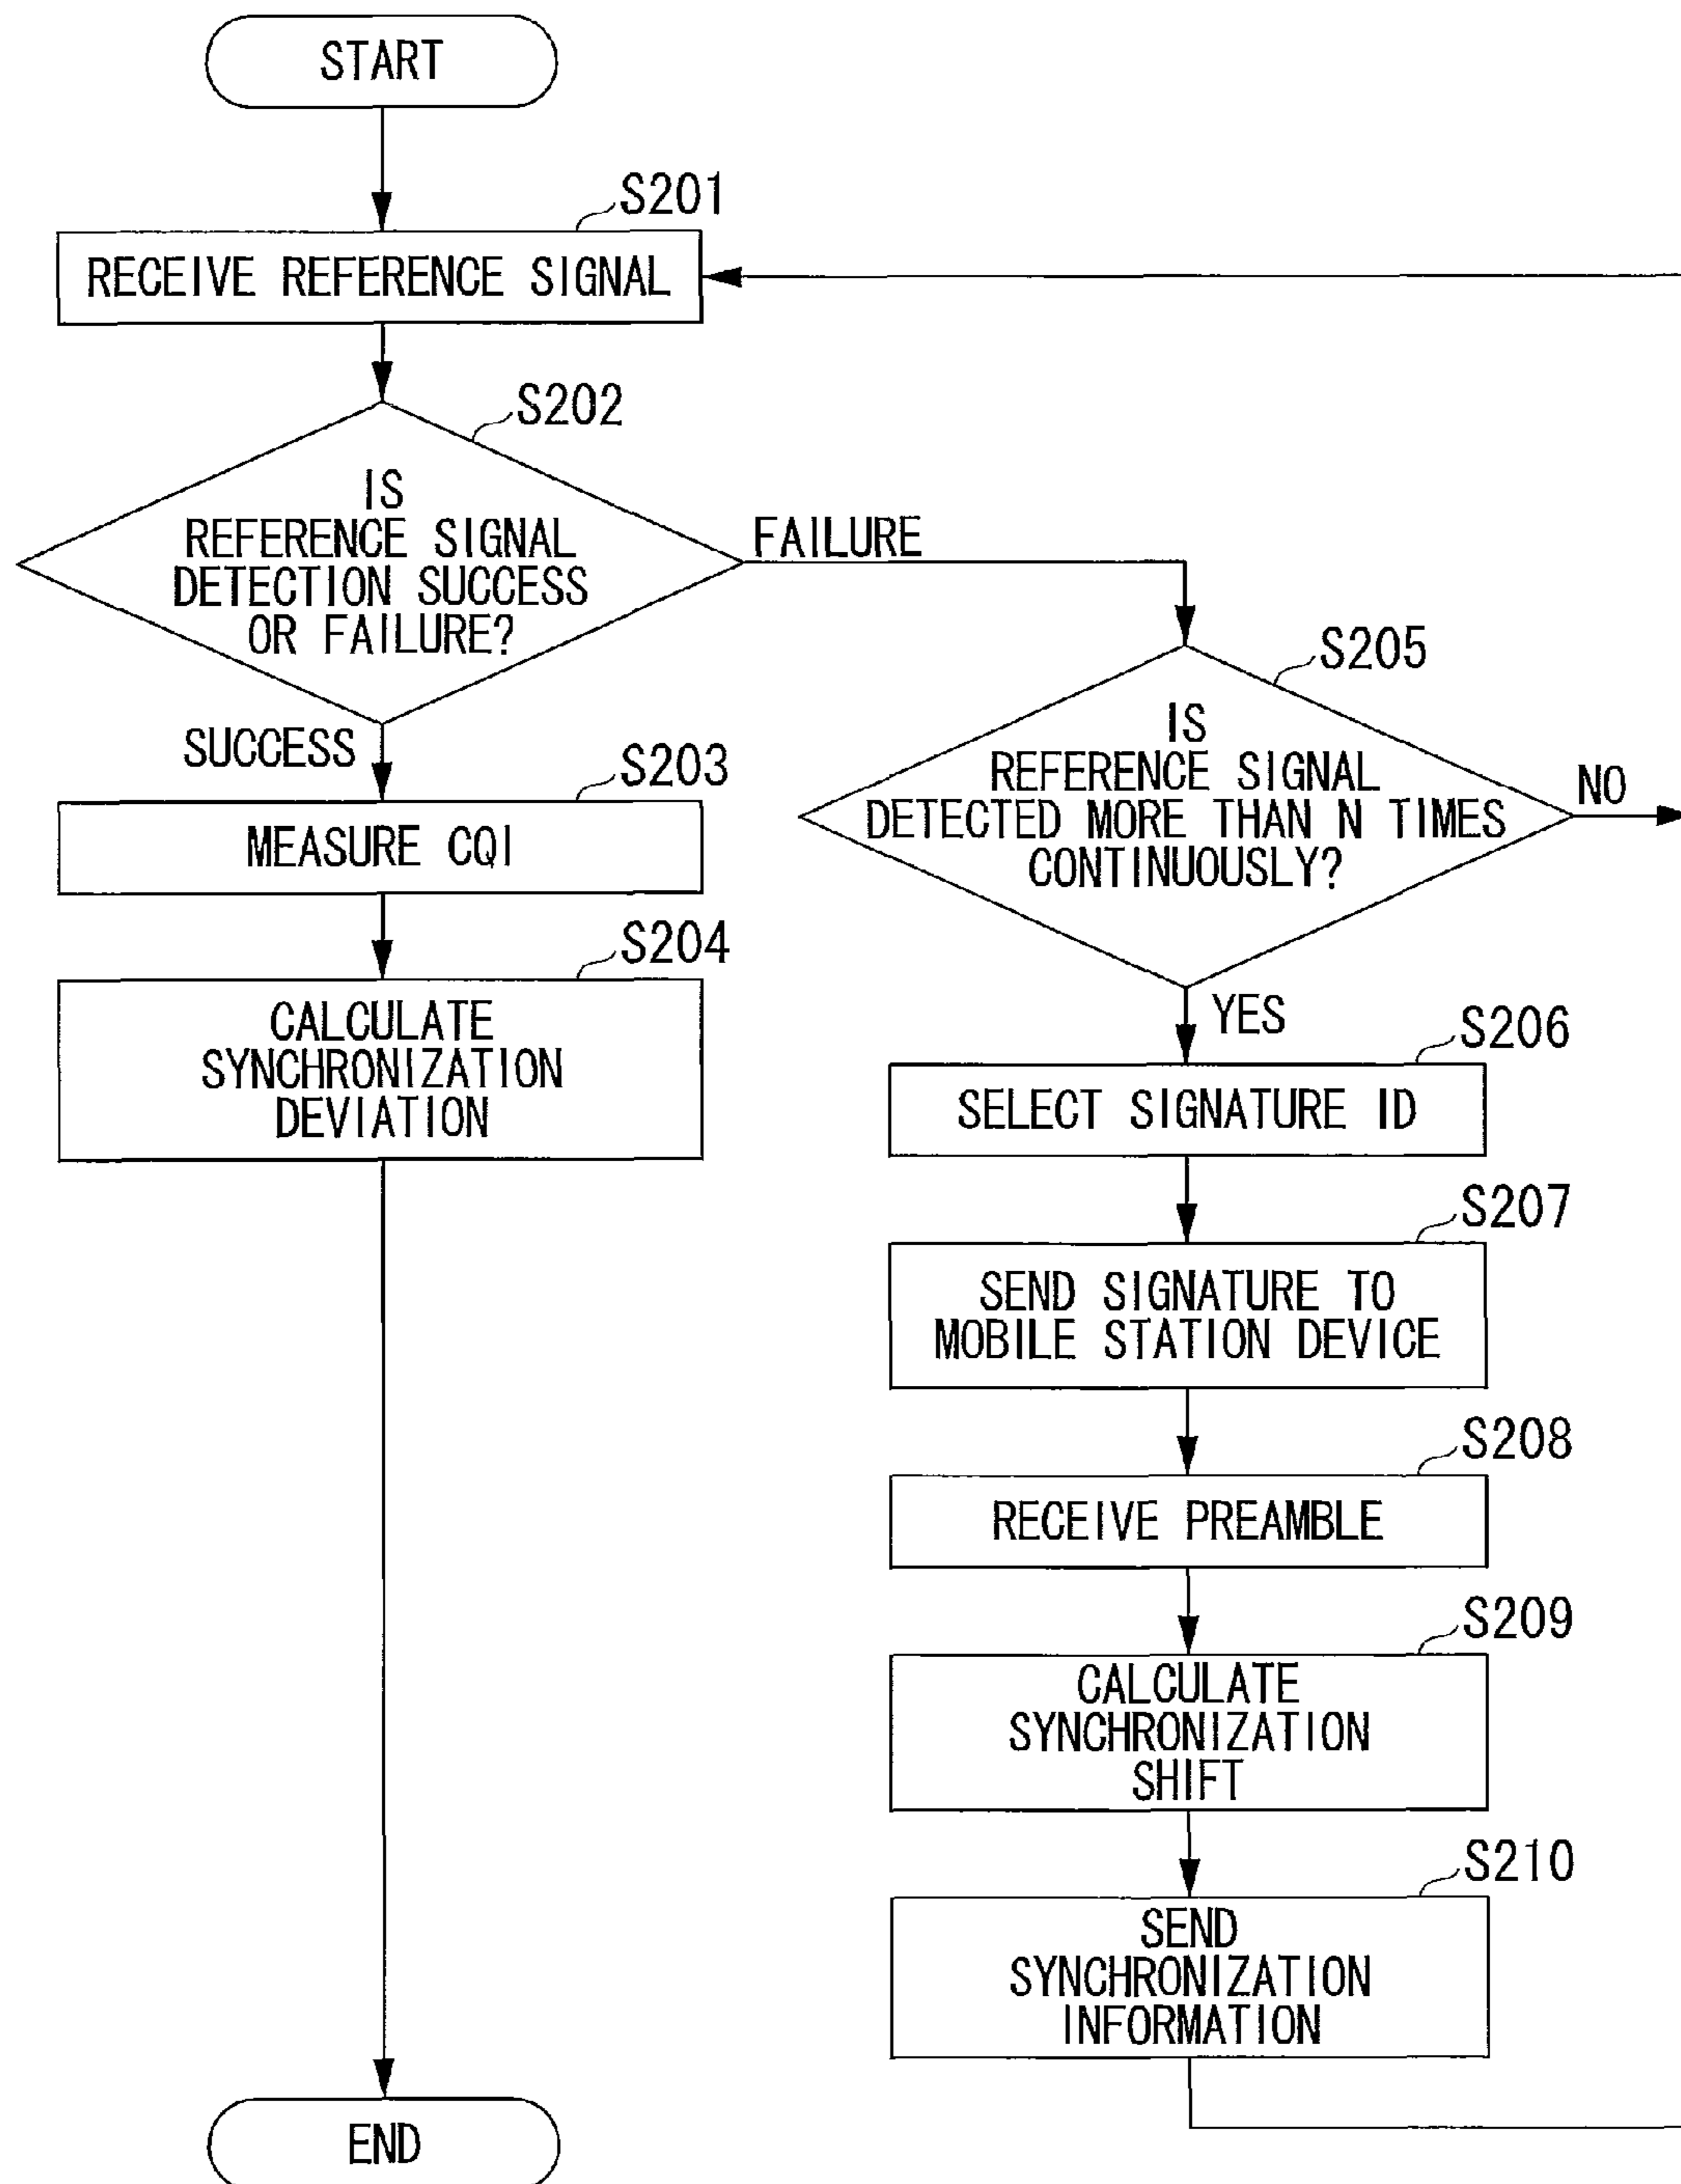 START
S201
RECEIVE REFERENCE SIGNAL
S202
IS
REFERENCE SIGNAL
DETECTION SUCCESS
OR FAILURE?
FAILURE
SUCCESS
S203
MEASURE CQI
S204
CALCULATE
SYNCHRONIZATION
DEVIATION
S205
IS
REFERENCE SIGNAL
DETECTED MORE THAN N TIMES
CONTINUOUSLY?
NO
YES
S206
SELECT SIGNATURE ID
S207
SEND SIGNATURE TO
MOBILE STATION DEVICE
S208
RECEIVE PREAMBLE
S209
CALCULATE
SYNCHRONIZATION
SHIFT
S210
SEND
SYNCHRONIZATION
INFORMATION
END